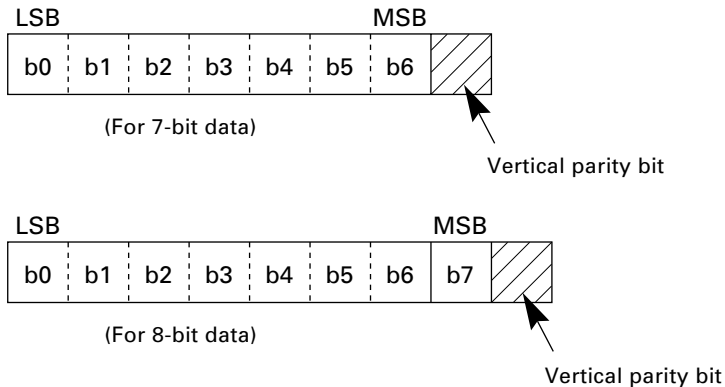 LSB MSB
b0 b1 b2 b3 b4 b5 b6
(For 7-bit data)
Vertical parity bit
LSB MSB
b0 b1 b2 b3 b4 b5 b6 b7
(For 8-bit data)
Vertical parity bit